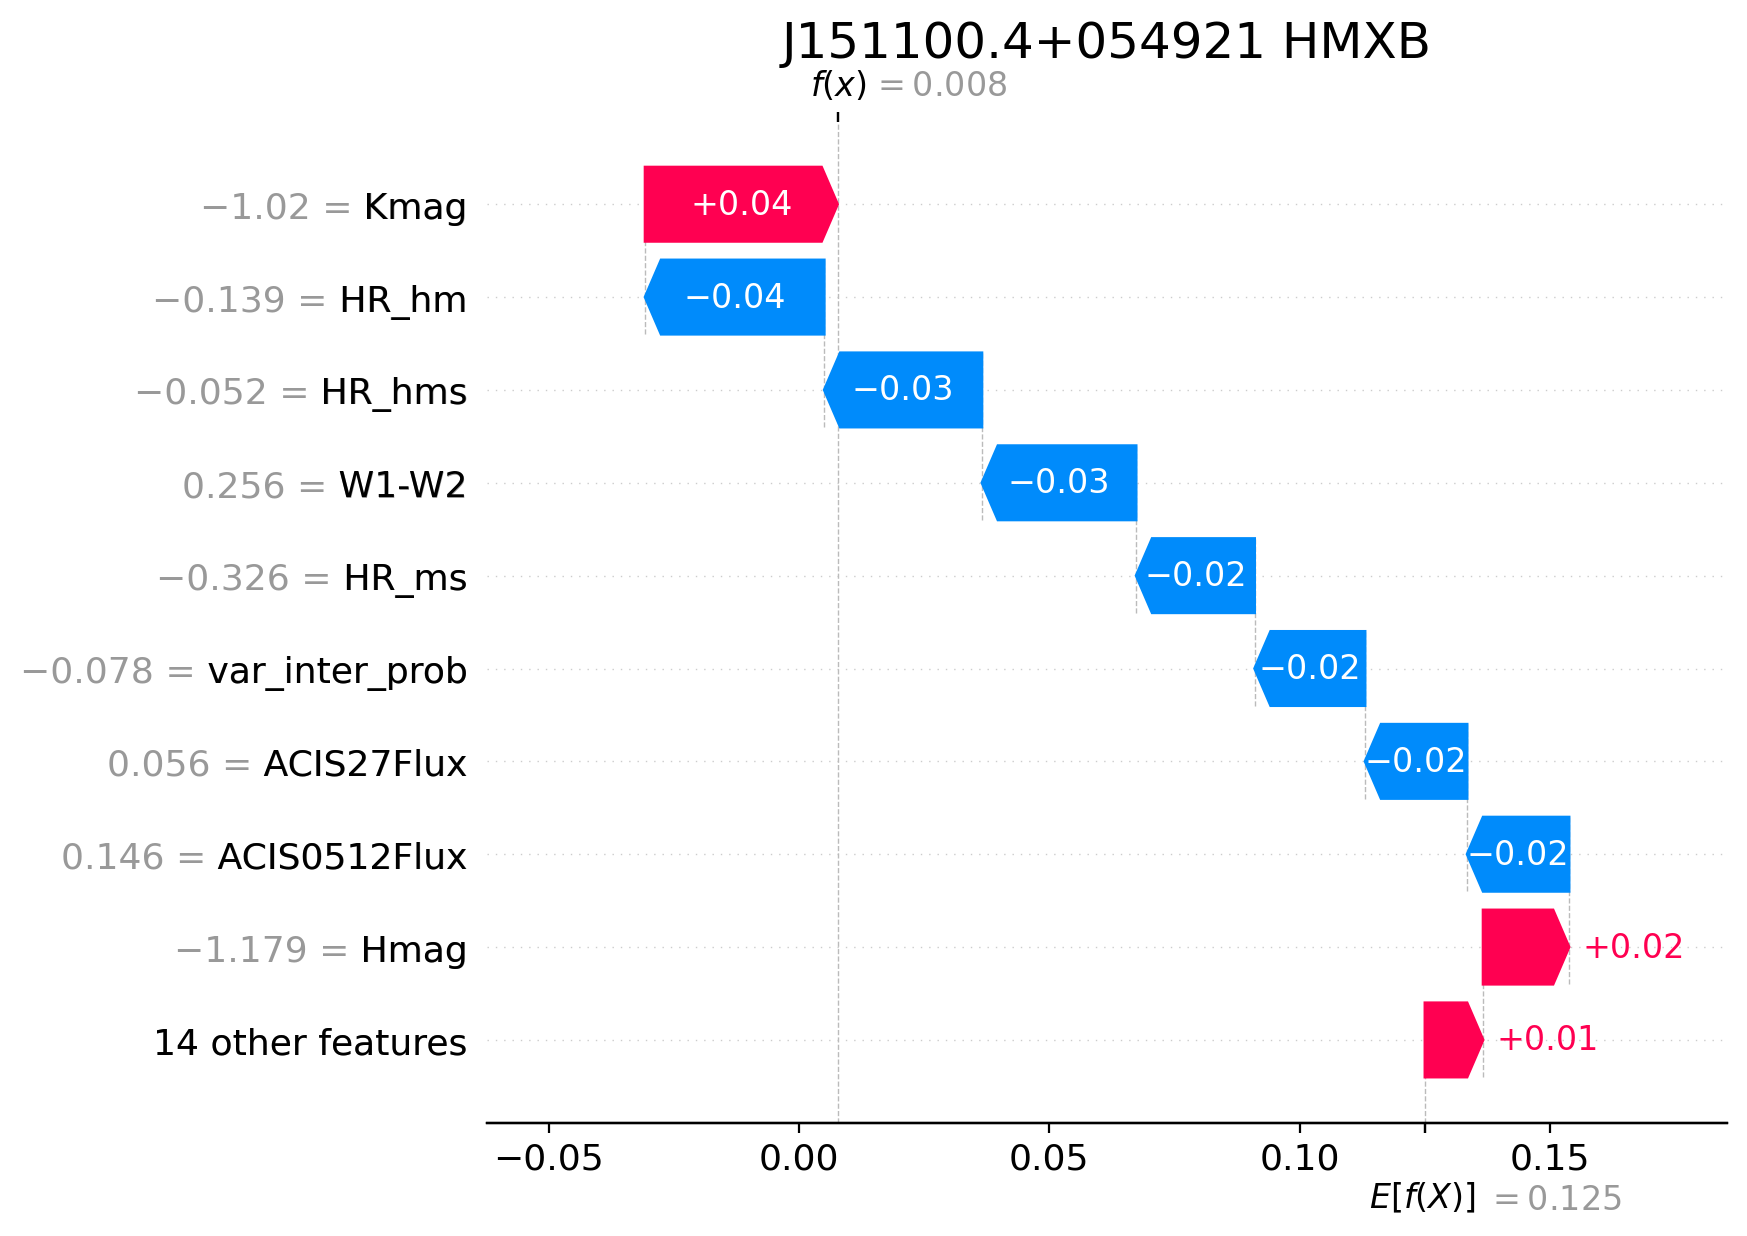 J151100.4+054921 HMXB
f(x) = 0.008
−1.02 = Kmag +0.04
−0.139 = HR_hm −0.04
−0.052 = HR_hms −0.03
0.256 = W1-W2 −0.03
−0.326 = HR_ms −0.02
−0.078 = var_inter_prob −0.02
0.056 = ACIS27Flux −0.02
0.146 = ACIS0512Flux −0.02
−1.179 = Hmag +0.02
14 other features +0.01
−0.05 0.00 0.05 0.10 0.15
E[f(X)] = 0.125